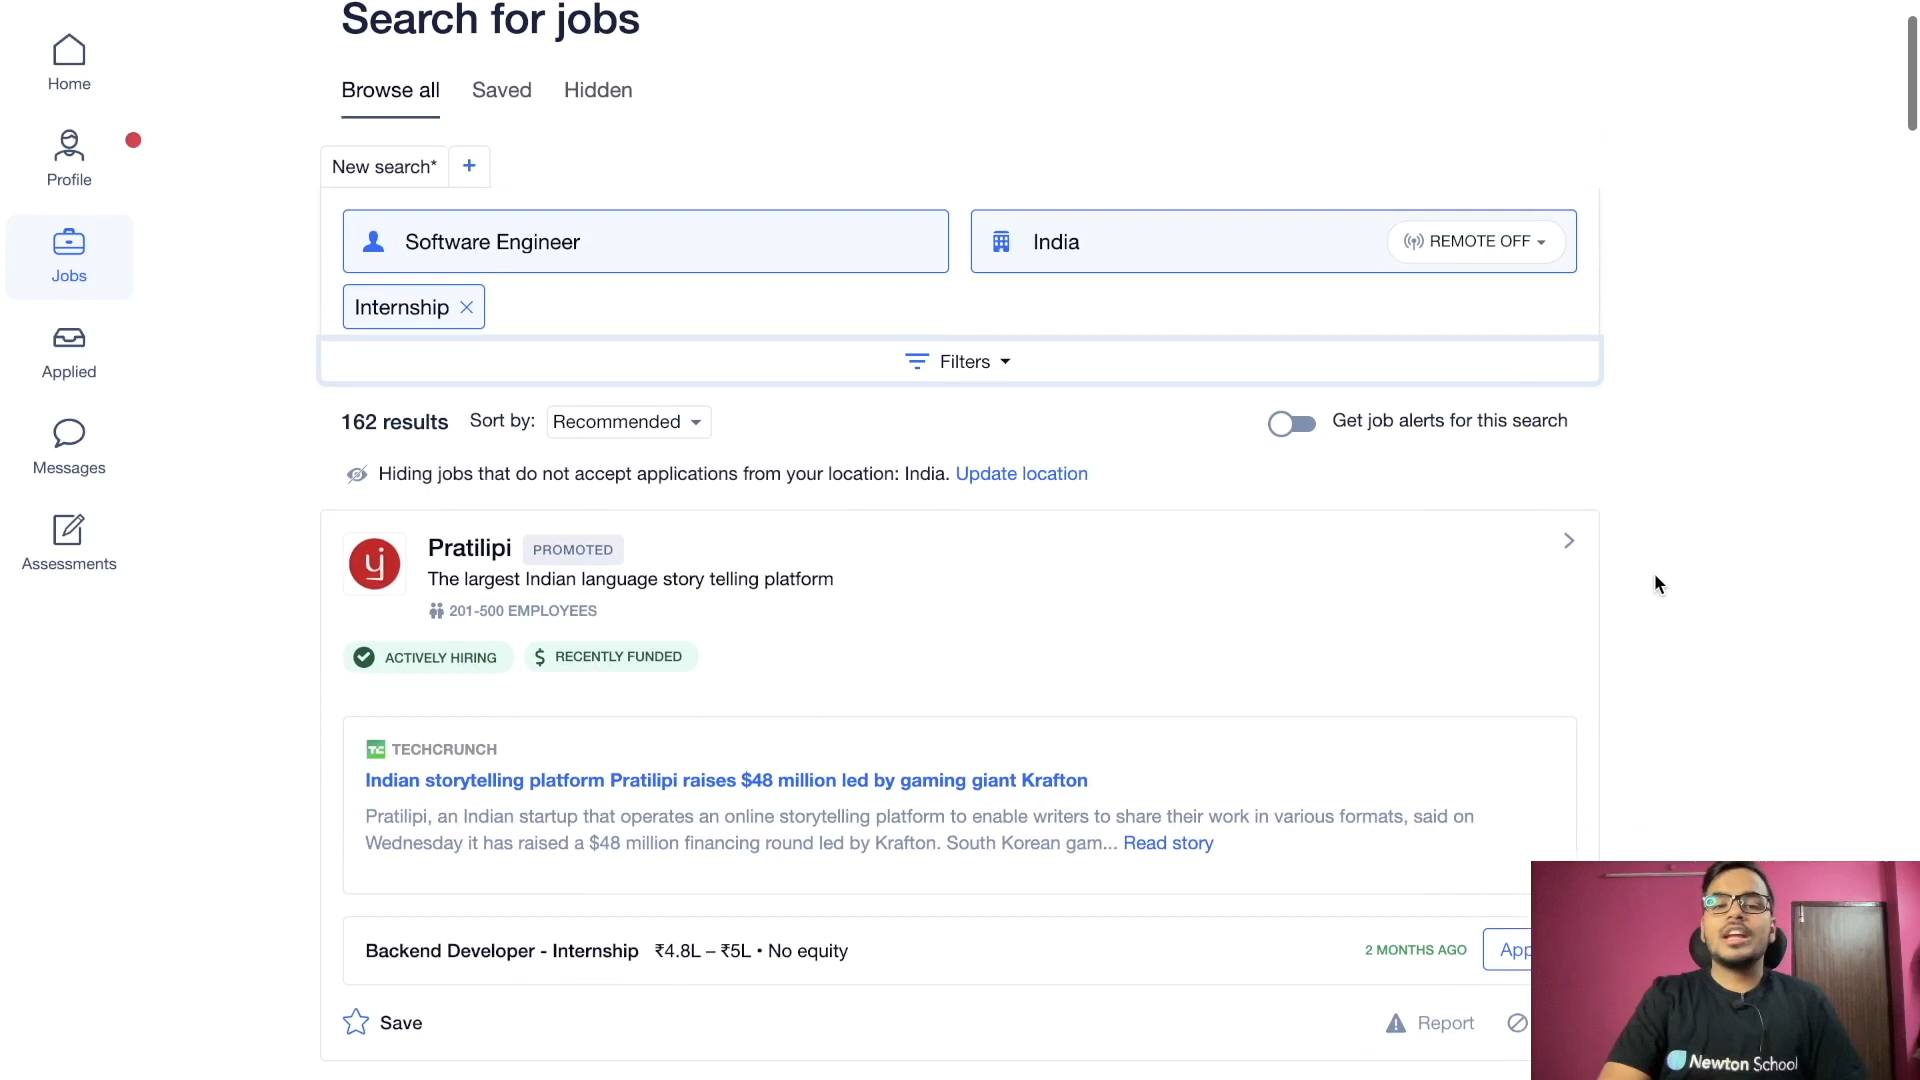 Search for jobs
Home
Profile
Jobs
Applied
Messages
Assessments
Browse all Saved Hidden
New search* +
Software Engineer
India
REMOTE OFF
Internship
Filters
162 results Sort by: Recommended
Get job alerts for this search
Hiding jobs that do not accept applications from your location: India. Update location
Pratilipi PROMOTED
The largest Indian language story telling platform
201-500 EMPLOYEES
ACTIVELY HIRING
$ RECENTLY FUNDED
TC TECHCRUNCH
Indian storytelling platform Pratilipi raises $48 million led by gaming giant Krafton
Pratilipi, an Indian startup that operates an online storytelling platform to enable writers to share their work in various formats, said on
Wednesday it has raised a $48 million financing round led by Krafton. South Korean gam... Read story
Backend Developer - Internship ₹4.8L – ₹5L • No equity
2 MONTHS AGO
App
Save
Report
Newton School